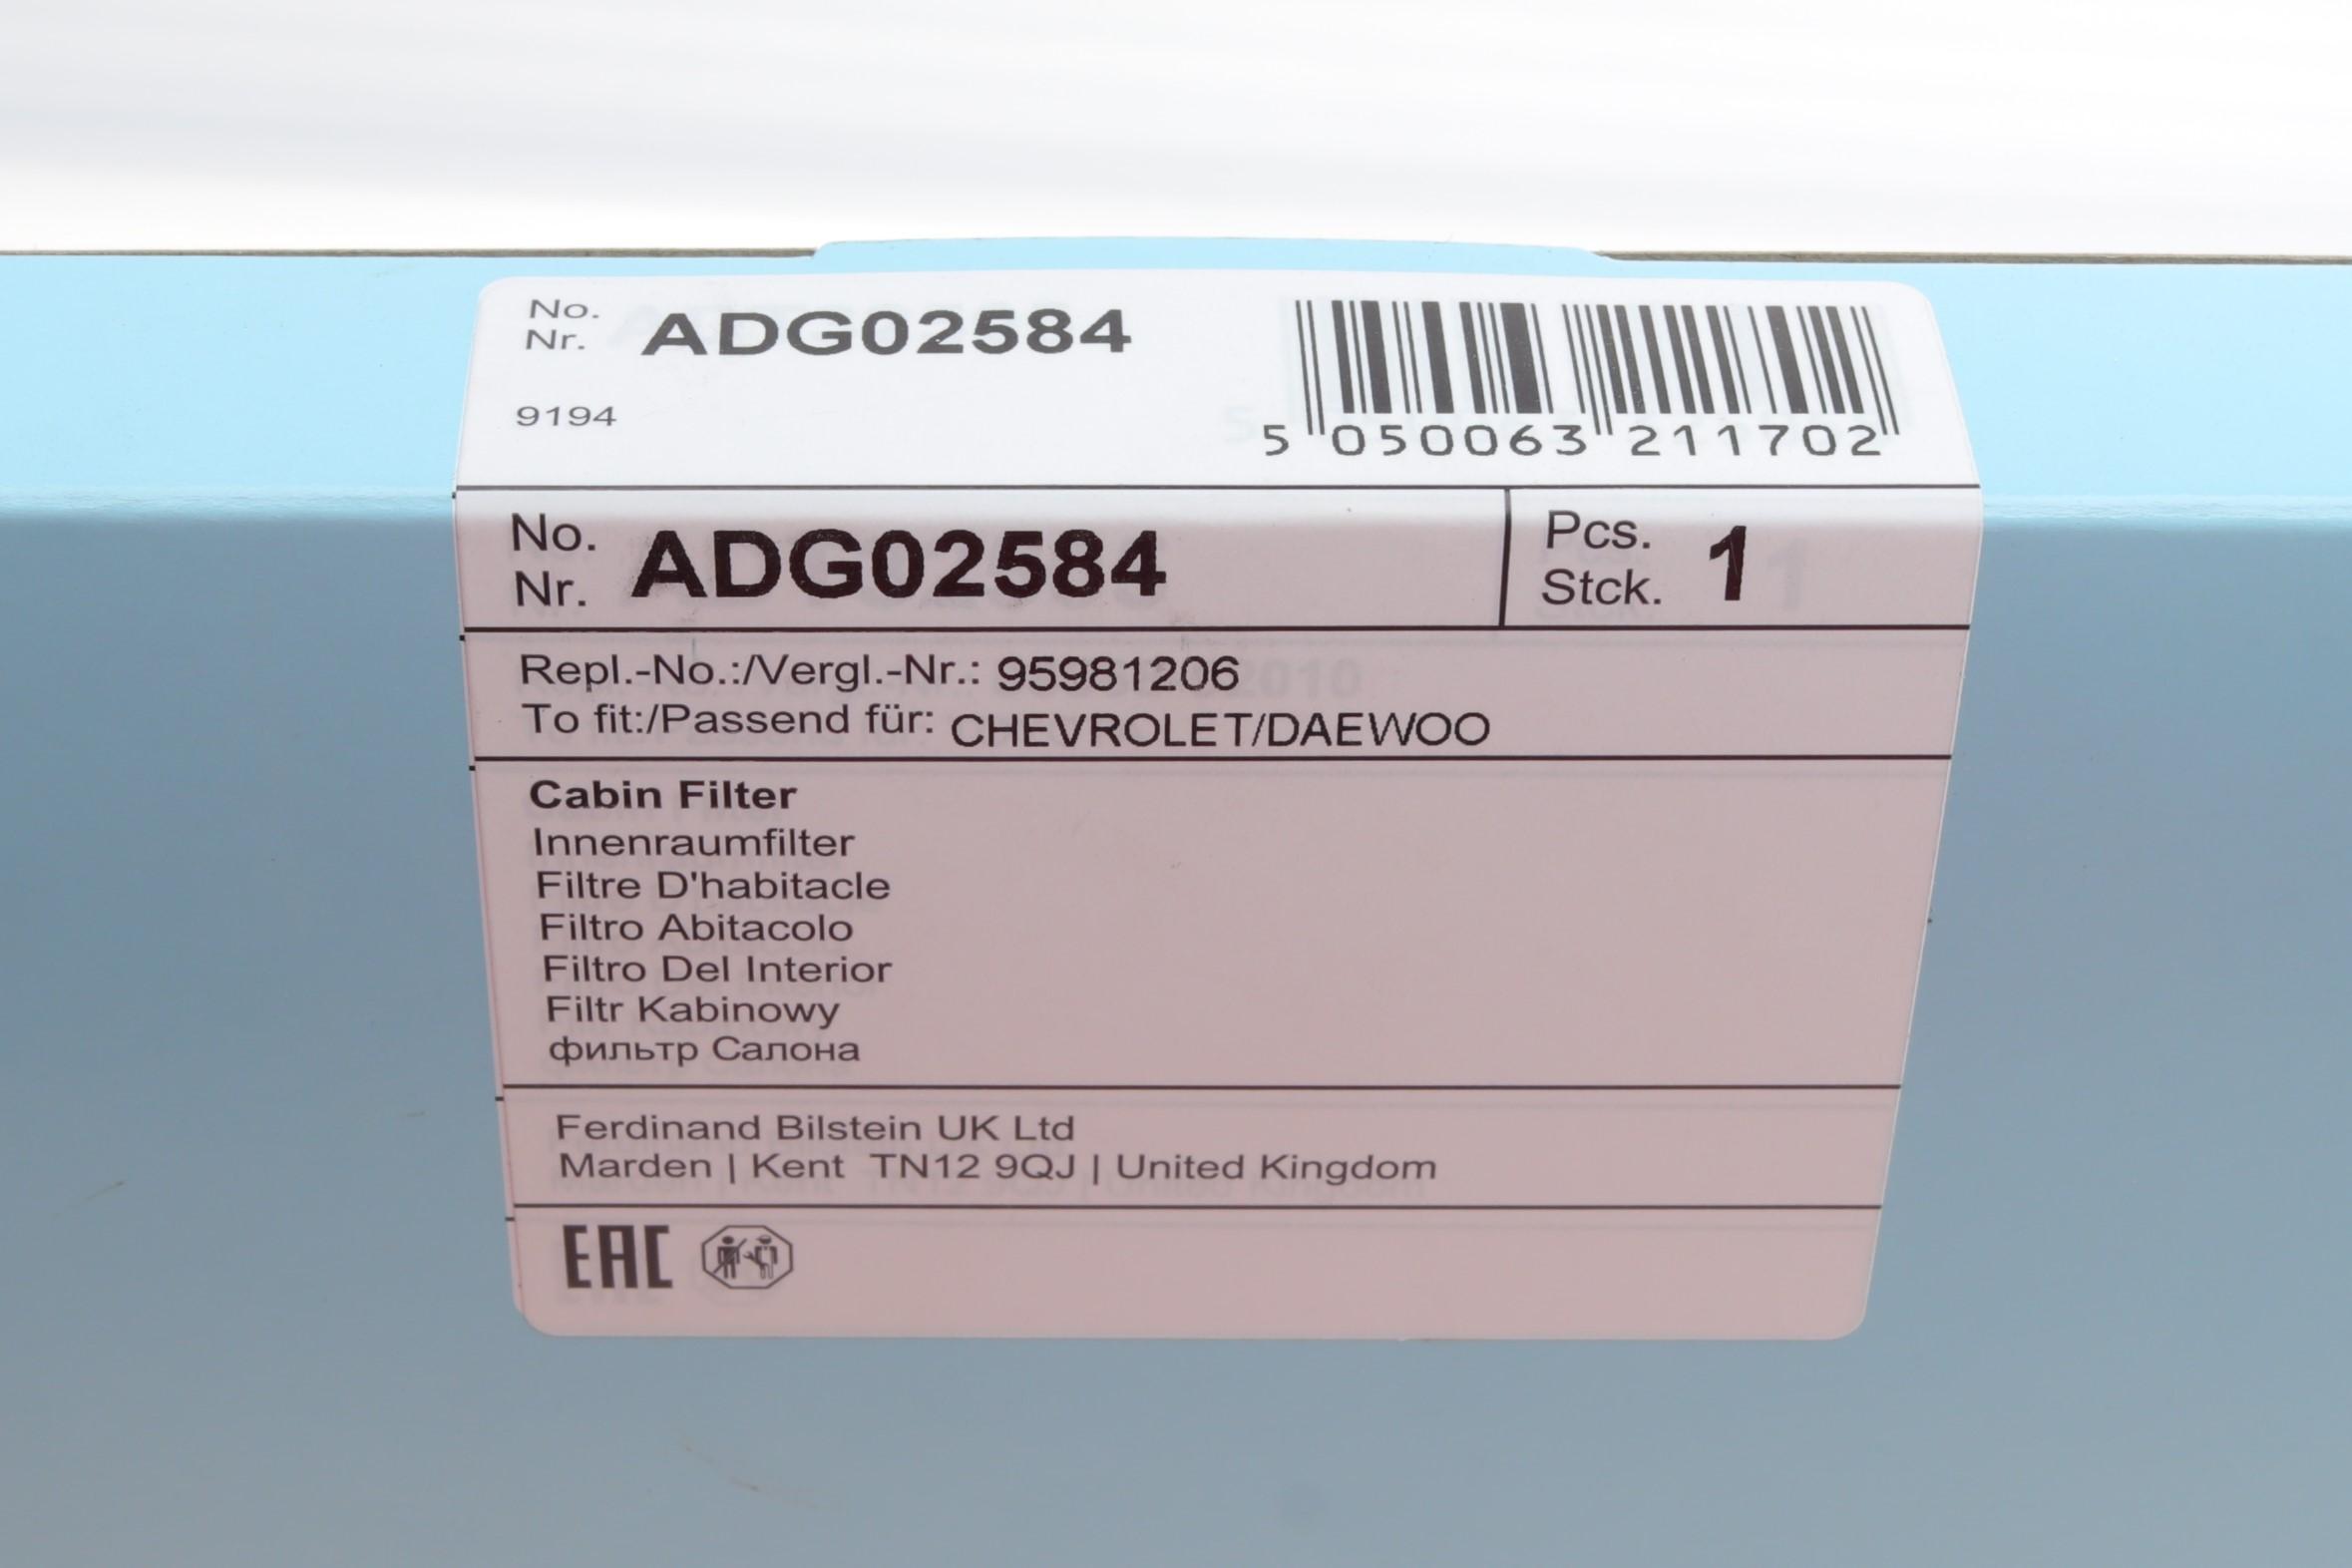 No.
Nr. ADG02584
9194
5 050063 211702
No.
Nr. ADG02584
Pcs.
Stck. 1
Repl.-No.:/Vergl.-Nr.: 95981206
To fit:/Passend für: CHEVROLET/DAEWOO
Cabin Filter
Innenraumfilter
Filtre D'habitacle
Filtro Abitacolo
Filtro Del Interior
Filtr Kabinowy
фильтр Салона
Ferdinand Bilstein UK Ltd
Marden | Kent TN12 9QJ | United Kingdom
EAC